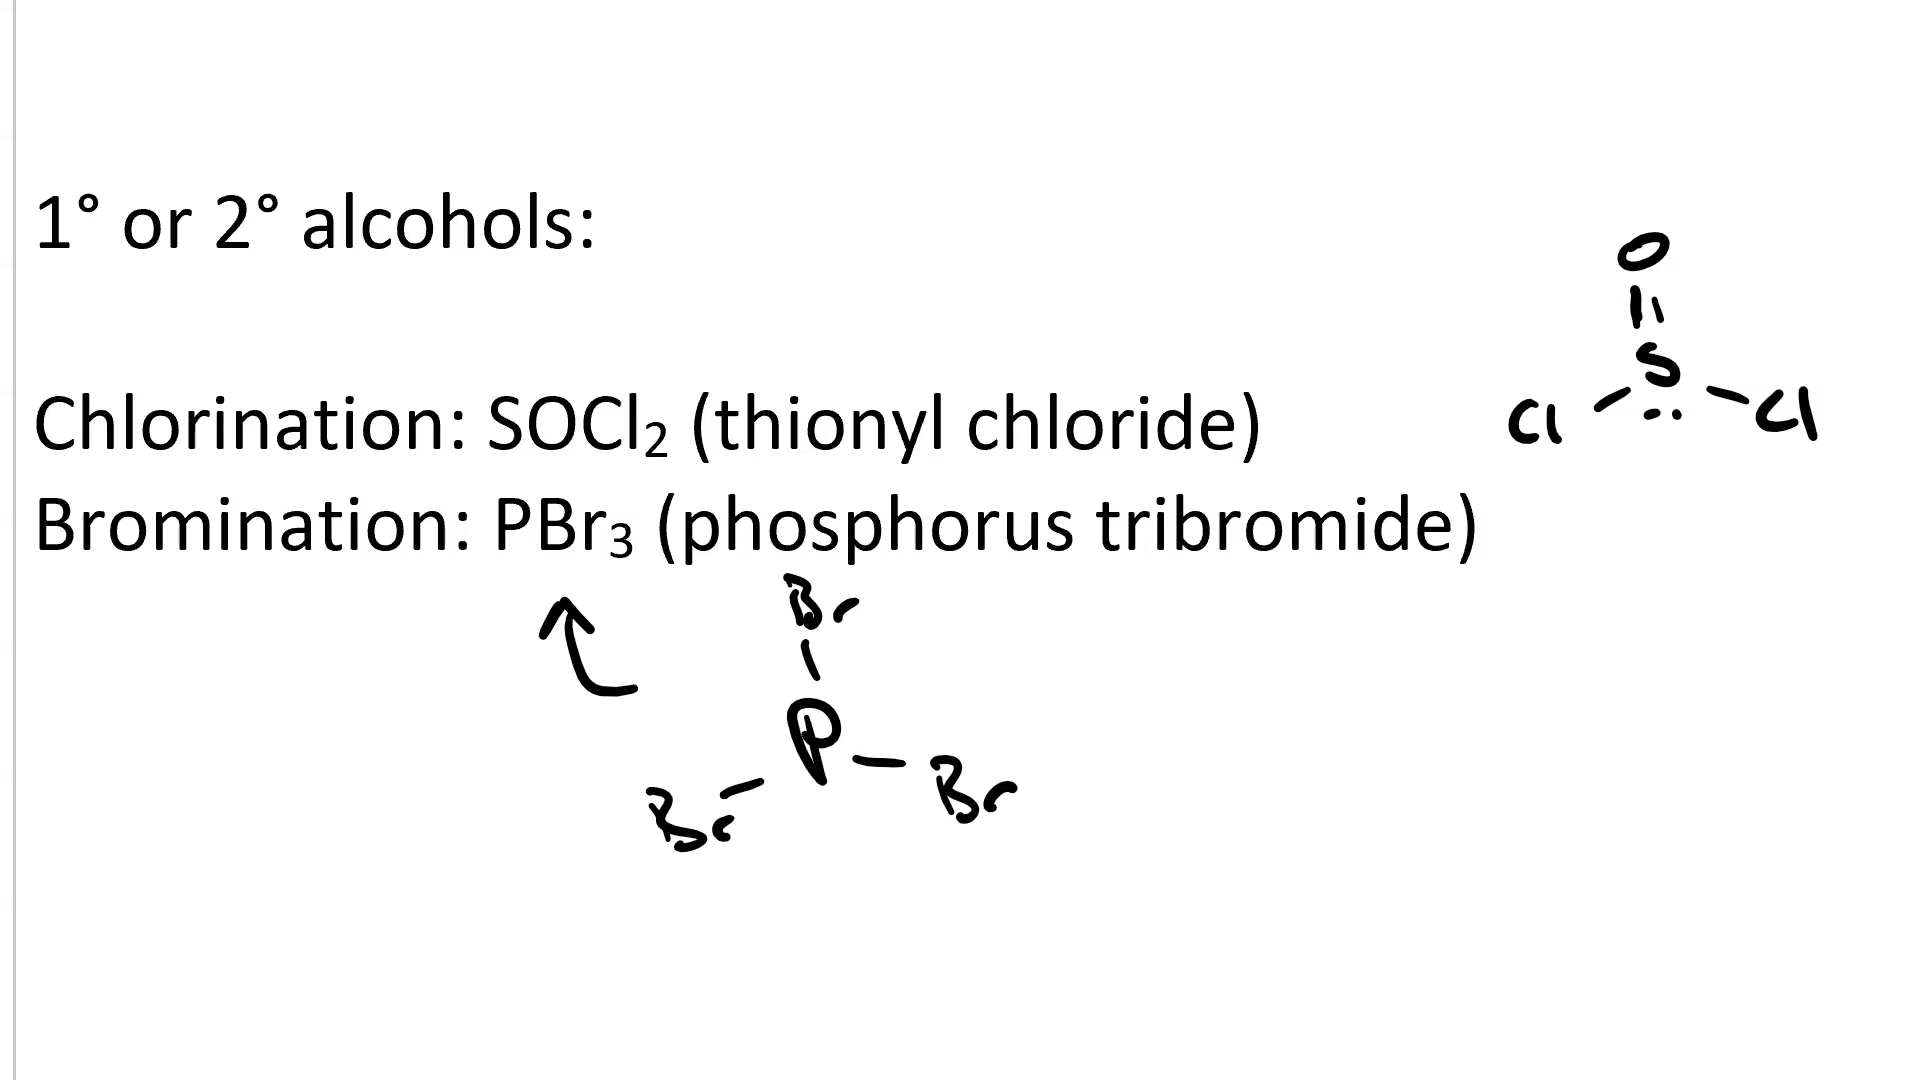 1° or 2° alcohols:
O
S
Cl Cl
Chlorination: SOCl₂ (thionyl chloride)
Bromination: PBr₃ (phosphorus tribromide)
Br
P
Br Br